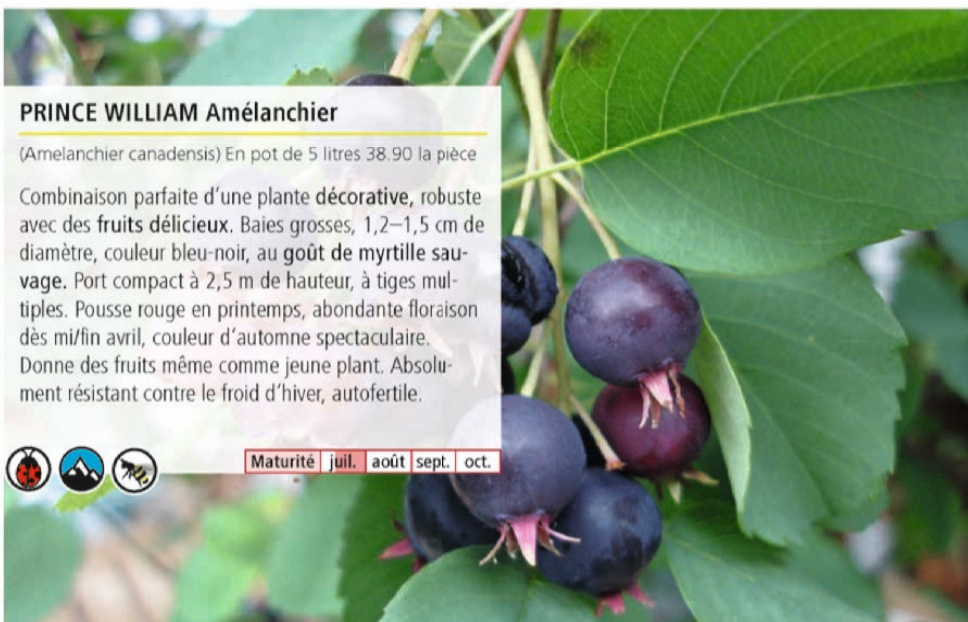 PRINCE WILLIAM Amélanchier
(Amelanchier canadensis) En pot de 5 litres 38.90 la pièce
Combinaison parfaite d'une plante décorative, robuste
avec des fruits délicieux. Baies grosses, 1,2–1,5 cm de
diamètre, couleur bleu-noir, au goût de myrtille sau-
vage. Port compact à 2,5 m de hauteur, à tiges mul-
tiples. Pousse rouge en printemps, abondante floraison
dès mi/fin avril, couleur d'automne spectaculaire.
Donne des fruits même comme jeune plant. Absolu-
ment résistant contre le froid d'hiver, autofertile.
Maturité juil. août sept. oct.